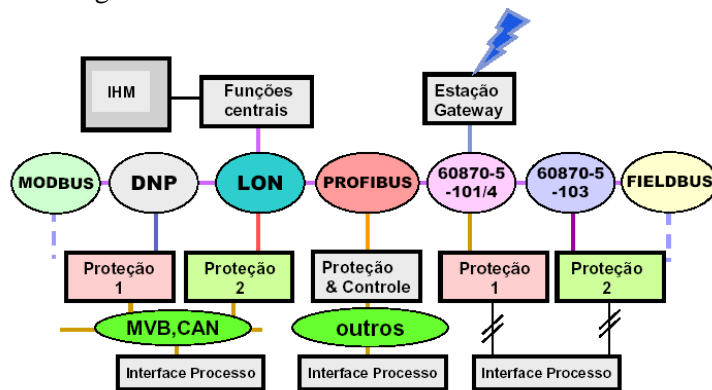 IHM
Funções
centrais
Estação
Gateway
MODBUS
DNP
LON
PROFIBUS
60870-5
-101/4
60870-5
-103
FIELDBUS
Proteção
1
Proteção
2
Proteção
& Controle
Proteção
1
Proteção
2
MVB,CAN
outros
Interface Processo
Interface Processo
Interface Processo